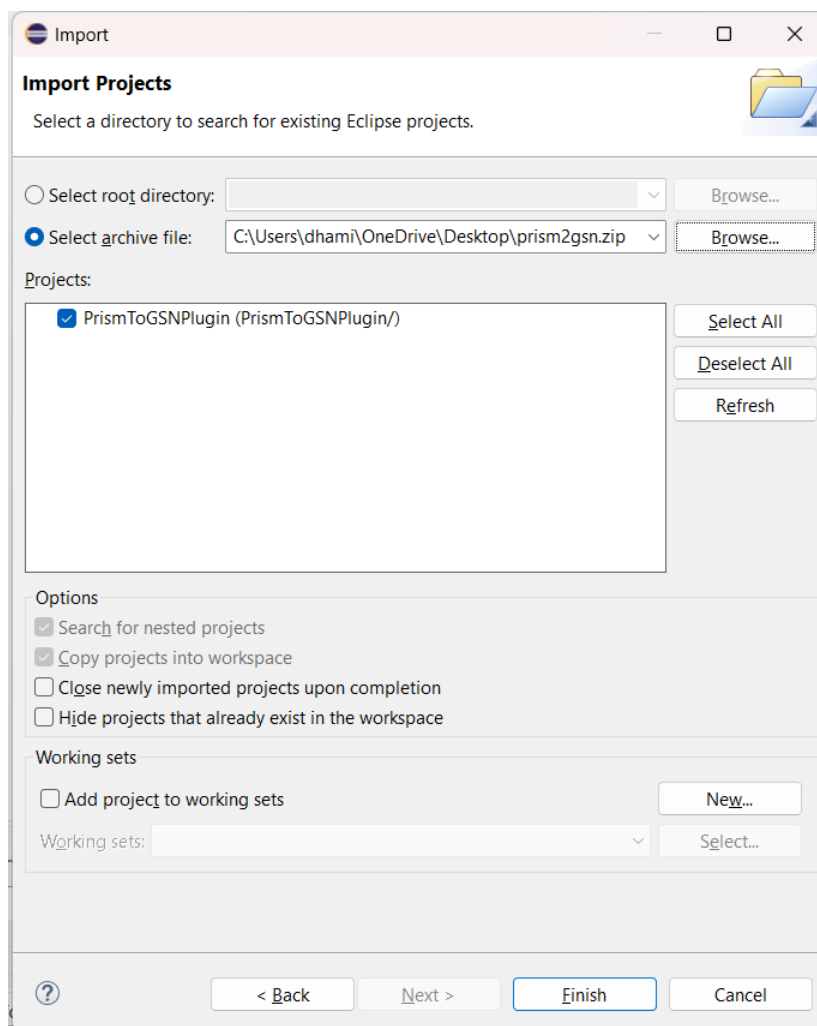 Import
Import Projects
Select a directory to search for existing Eclipse projects.
Select root directory:
Browse...
Select archive file:
C:\Users\dhami\OneDrive\Desktop\prism2gsn.zip
Browse...
Projects:
PrismToGSNPlugin (PrismToGSNPlugin/)
Select All
Deselect All
Refresh
Options
Search for nested projects
Copy projects into workspace
Close newly imported projects upon completion
Hide projects that already exist in the workspace
Working sets
Add project to working sets
New...
Working sets:
Select...
?
< Back
Next >
Finish
Cancel